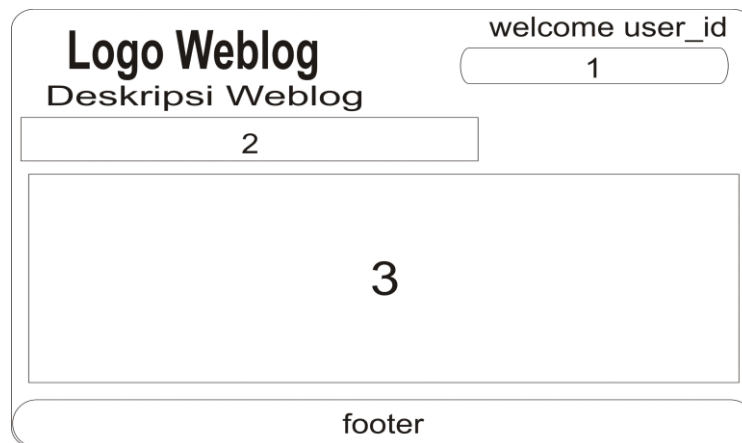 welcome user_id
Logo Weblog
1
Deskripsi Weblog
2
3
footer